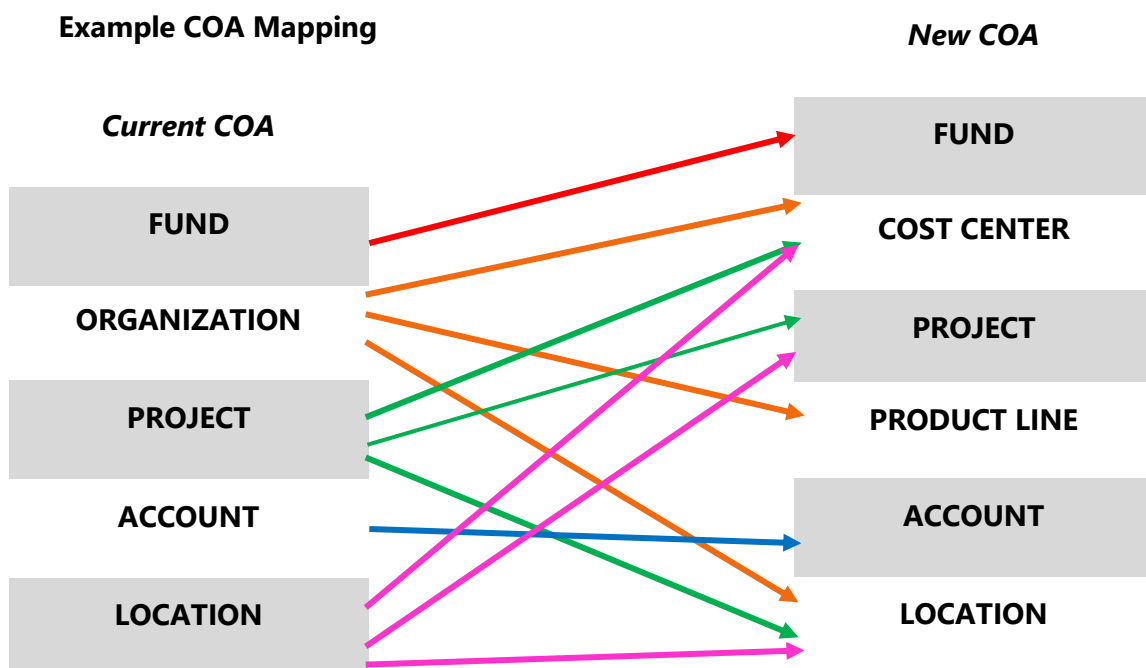 Example COA Mapping
Current COA
FUND
ORGANIZATION
PROJECT
ACCOUNT
LOCATION
New COA
FUND
COST CENTER
PROJECT
PRODUCT LINE
ACCOUNT
LOCATION